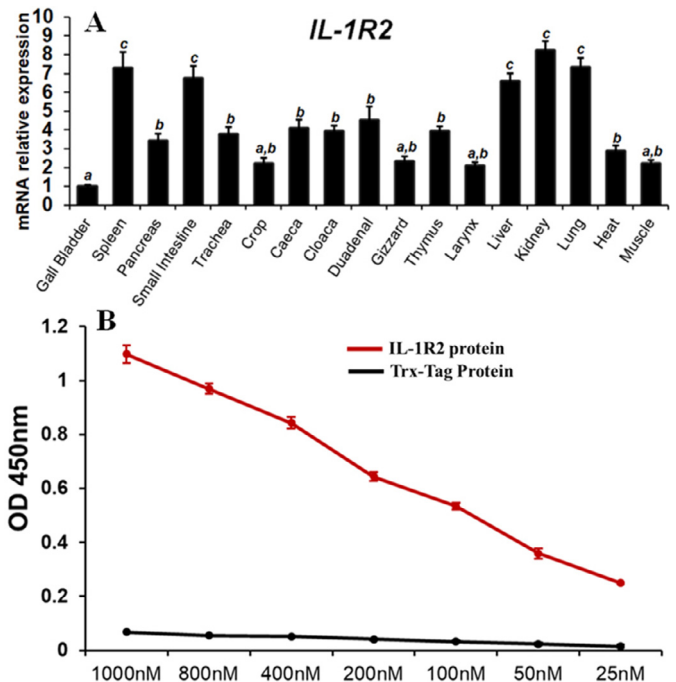 A
IL-1R2
mRNA relative expression
10
9
8
7
6
5
4
3
2
1
0
a
c
b
c
b
a,b
b
b
b
a,b
b
a,b
c
c
c
b
a,b
Gall Bladder
Spleen
Pancreas
Small Intestine
Trachea
Crop
Caeca
Cloaca
Duadenal
Gizzard
Thymus
Larynx
Liver
Kidney
Lung
Heat
Muscle
B
IL-1R2 protein
Trx-Tag Protein
OD 450nm
1.2
1
0.8
0.6
0.4
0.2
0
1000nM 800nM 400nM 200nM 100nM 50nM 25nM